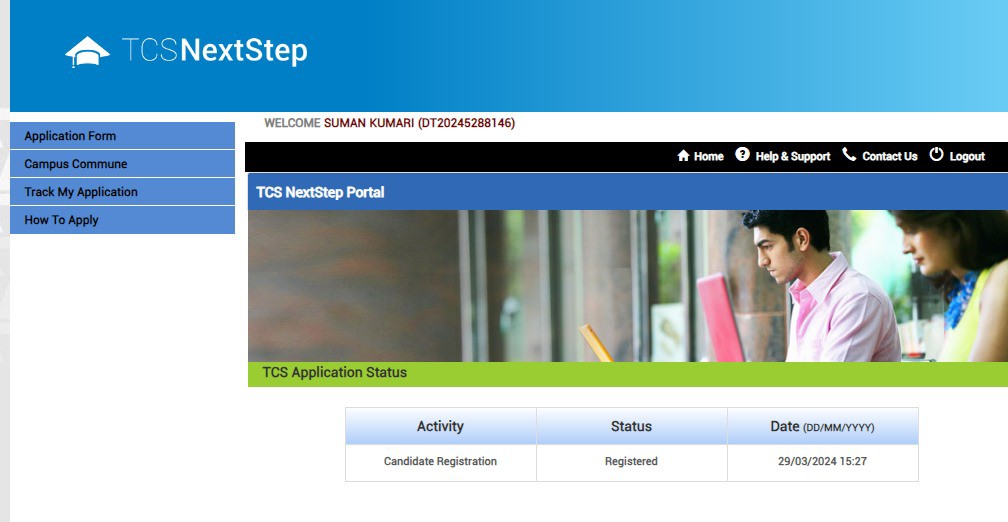 TCSNextStep
WELCOME SUMAN KUMARI (DT20245288146)
Application Form
Campus Commune
Track My Application
How To Apply
Home Help & Support Contact Us Logout
TCS NextStep Portal
TCS Application Status
Activity Status Date (DD/MM/YYYY)
Candidate Registration Registered 29/03/2024 15:27